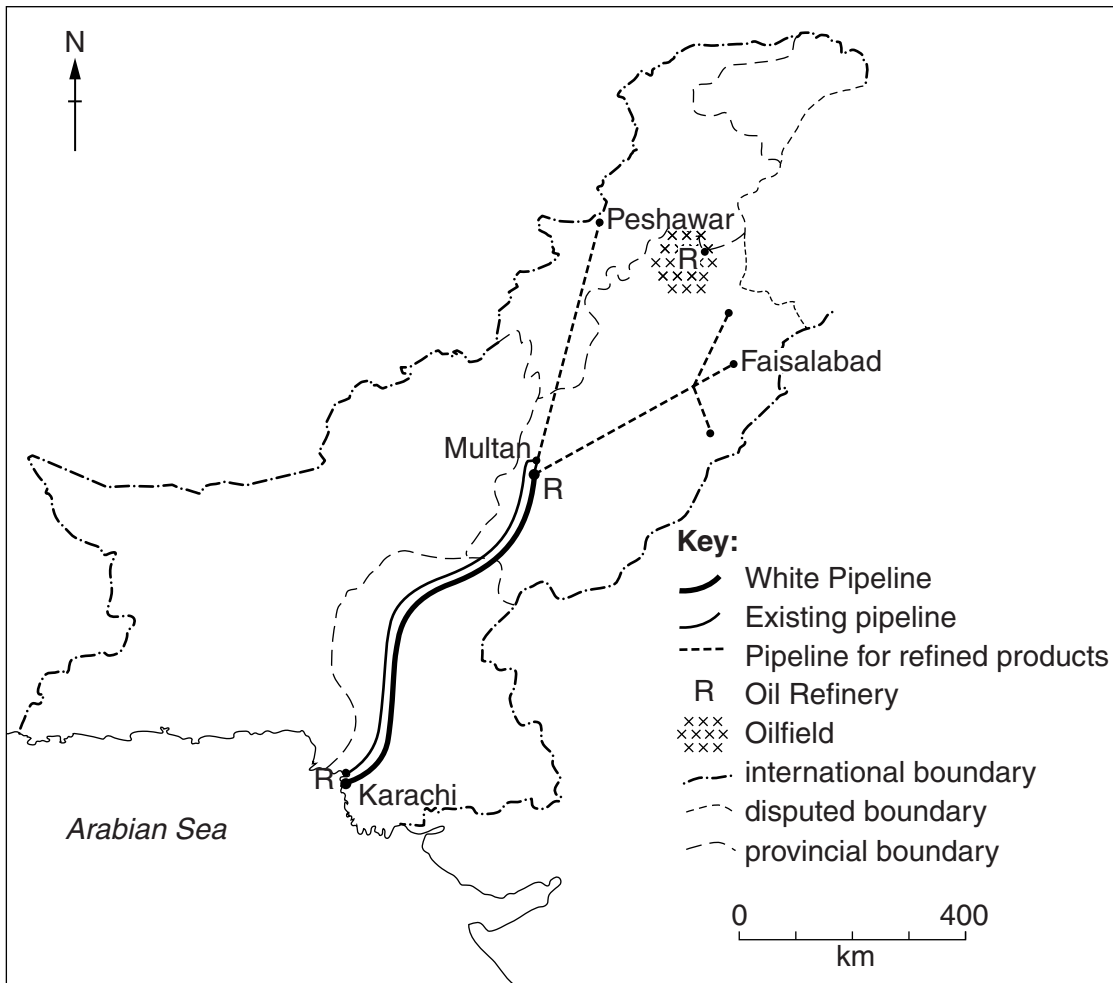 N
Peshawar
R
Faisalabad
Multan
R
Key:
White Pipeline
Existing pipeline
Pipeline for refined products
R Oil Refinery
Oilfield
R
Karachi
international boundary
Arabian Sea
disputed boundary
provincial boundary
0 400
km